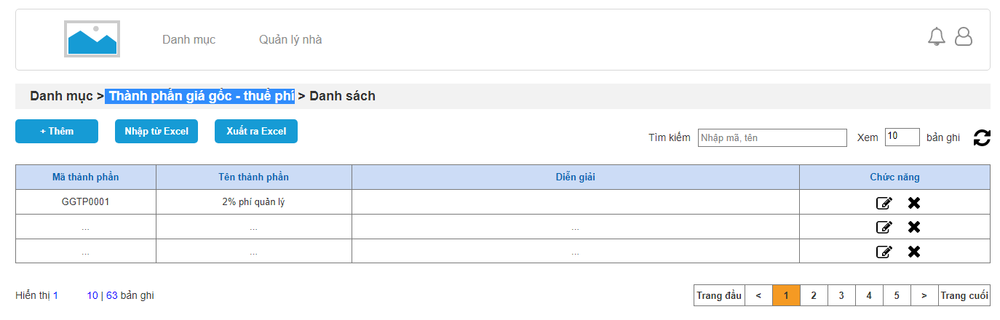 Danh mục Quản lý nhà
Danh mục > Thành phần giá gốc - thuế phí > Danh sách
+ Thêm Nhập từ Excel Xuất ra Excel
Tìm kiếm Nhập mã, tên Xem 10 bản ghi
Mã thành phần Tên thành phần Diễn giải Chức năng
GGTP0001 2% phí quản lý
... ... ...
... ... ...
Hiển thị 1 10 | 63 bản ghi
Trang đầu < 1 2 3 4 5 > Trang cuối